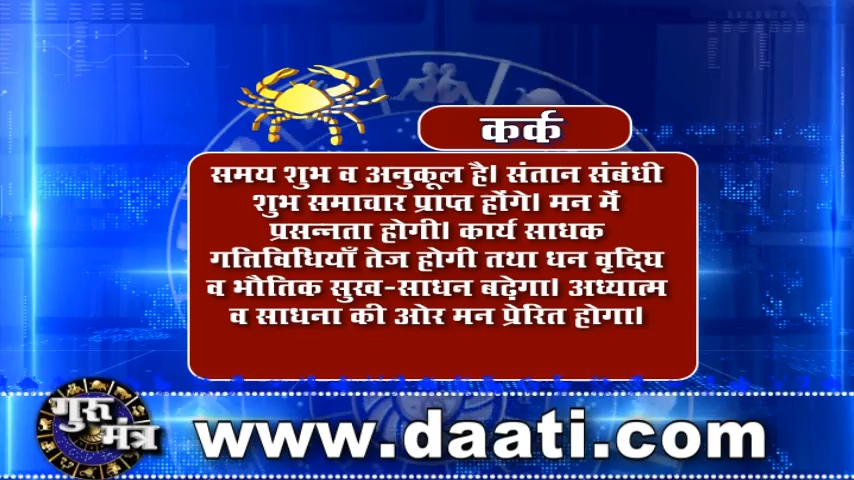 कर्क
समय शुभ व अनुकूल है। संतान संबंधी
शुभ समाचार प्राप्त होंगे। मन में
प्रसन्नता होगी। कार्य साधक
गतिविधियाँ तेज होगी तथा धन वृद्धि
व भौतिक सुख-साधन बढ़ेगा। अध्यात्म
व साधना की ओर मन प्रेरित होगा।
गुरु
मंत्र
www.daati.com